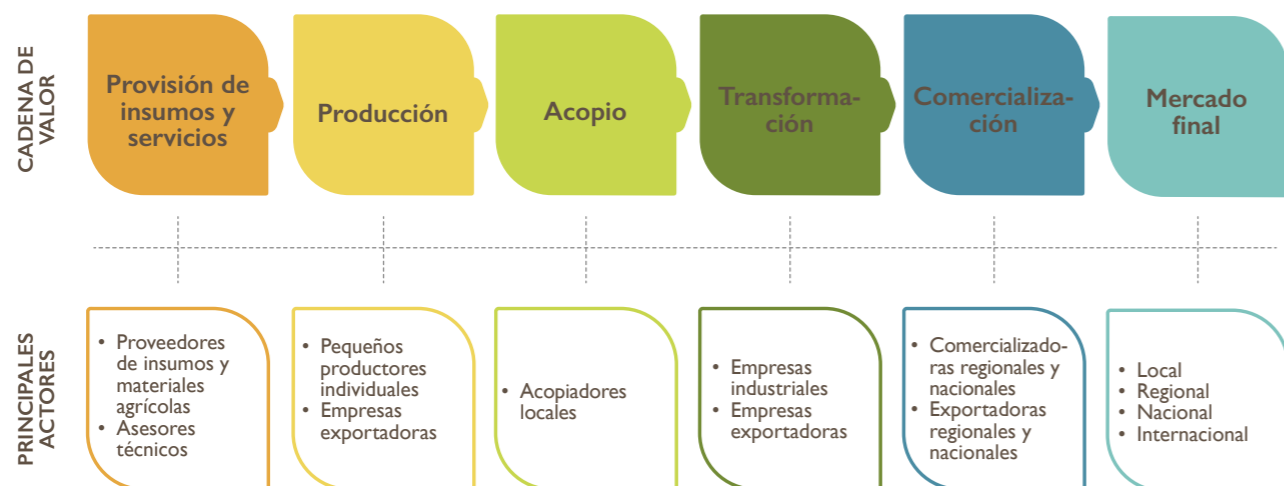 CADENA DE
VALOR
Provisión de
insumos y
servicios
Producción
Acopio
Transforma-
ción
Comercializa-
ción
Mercado
final
PRINCIPALES
ACTORES
• Proveedores
de insumos y
materiales
agrícolas
• Asesores
técnicos
• Pequeños
productores
individuales
• Empresas
exportadoras
• Acopiadores
locales
• Empresas
industriales
• Empresas
exportadoras
• Comercializado-
ras regionales y
nacionales
• Exportadoras
regionales y
nacionales
• Local
• Regional
• Nacional
• Internacional